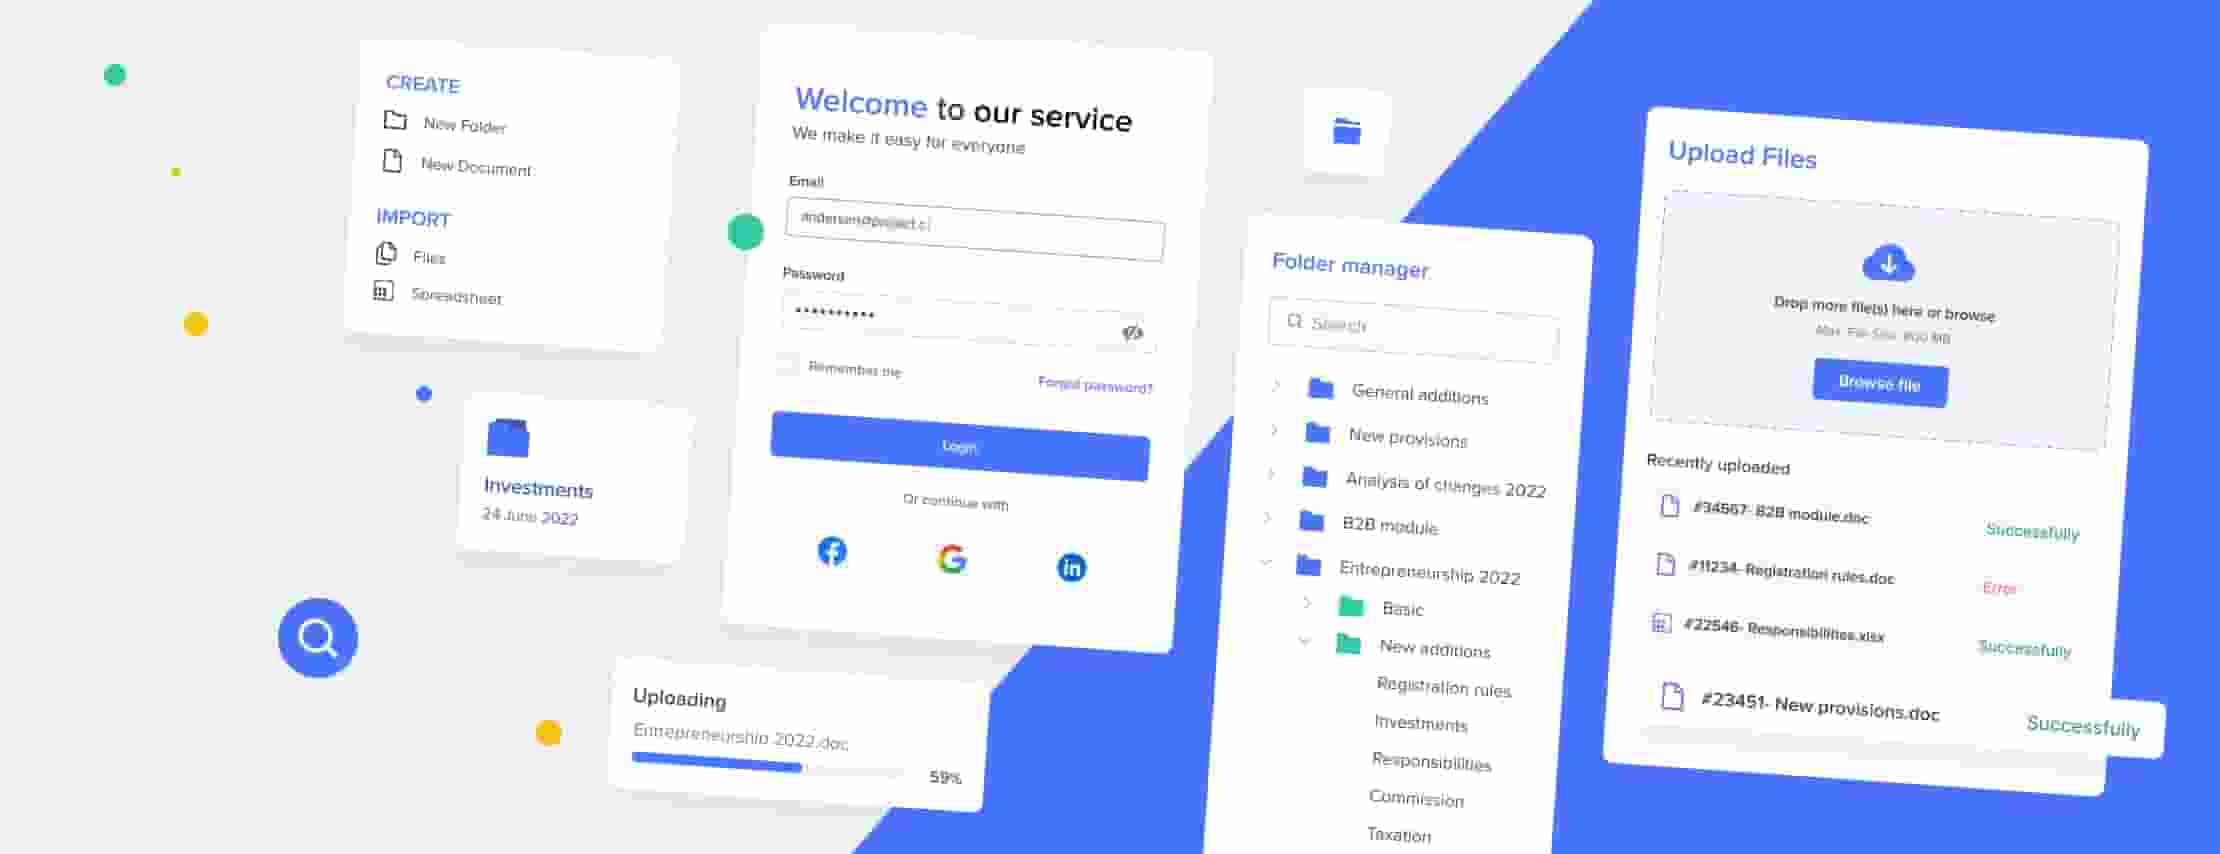 CREATE
New Folder
New Document
IMPORT
Files
Spreadsheet
Investments
24 June 2022
Welcome to our service
We make it easy for everyone
Email
andersen@project.ci
Password
Remember me
Forgot password?
Login
Or continue with
Uploading
Entrepreneurship 2022.doc
59%
Folder manager
Search
General additions
New provisions
Analysis of changes 2022
B2B module
Entrepreneurship 2022
Basic
New additions
Registration rules
Investments
Responsibilities
Commission
Taxation
Upload Files
Drop more file(s) here or browse
Max. File Size: 800 MB
Browse file
Recently uploaded
#34567- B2B module.doc
Successfully
#11234- Registration rules.doc
Error
#22546- Responsibilities.xlsx
Successfully
#23451- New provisions.doc
Successfully